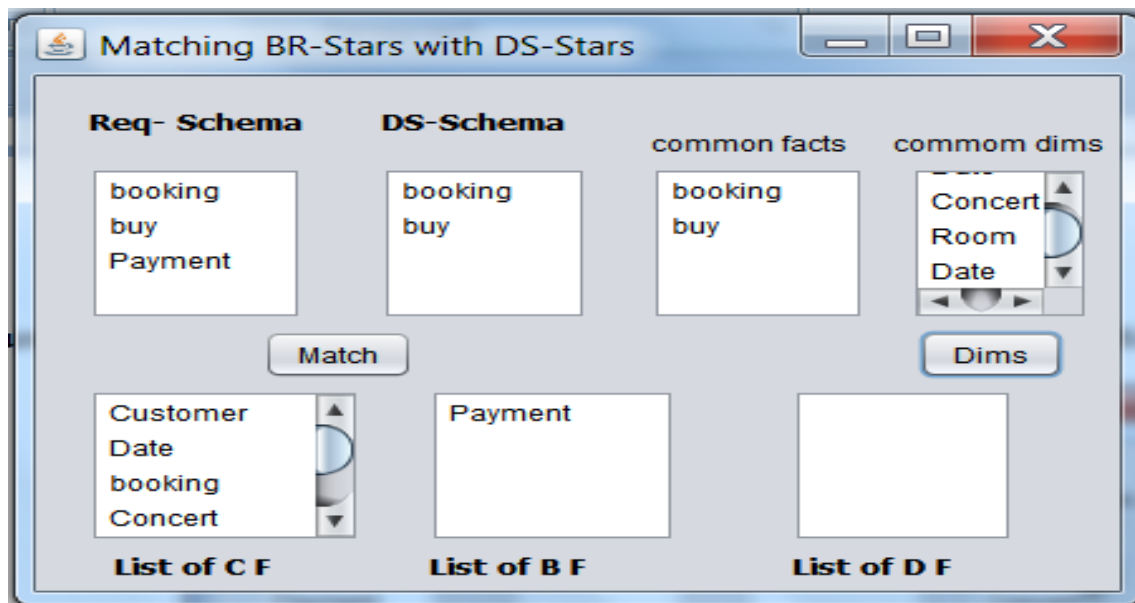 Matching BR-Stars with DS-Stars
Req- Schema
DS-Schema
common facts
commom dims
booking
buy
Payment
booking
buy
booking
buy
Concert
Room
Date
Match
Dims
Customer
Date
booking
Concert
Payment
List of C F
List of B F
List of D F